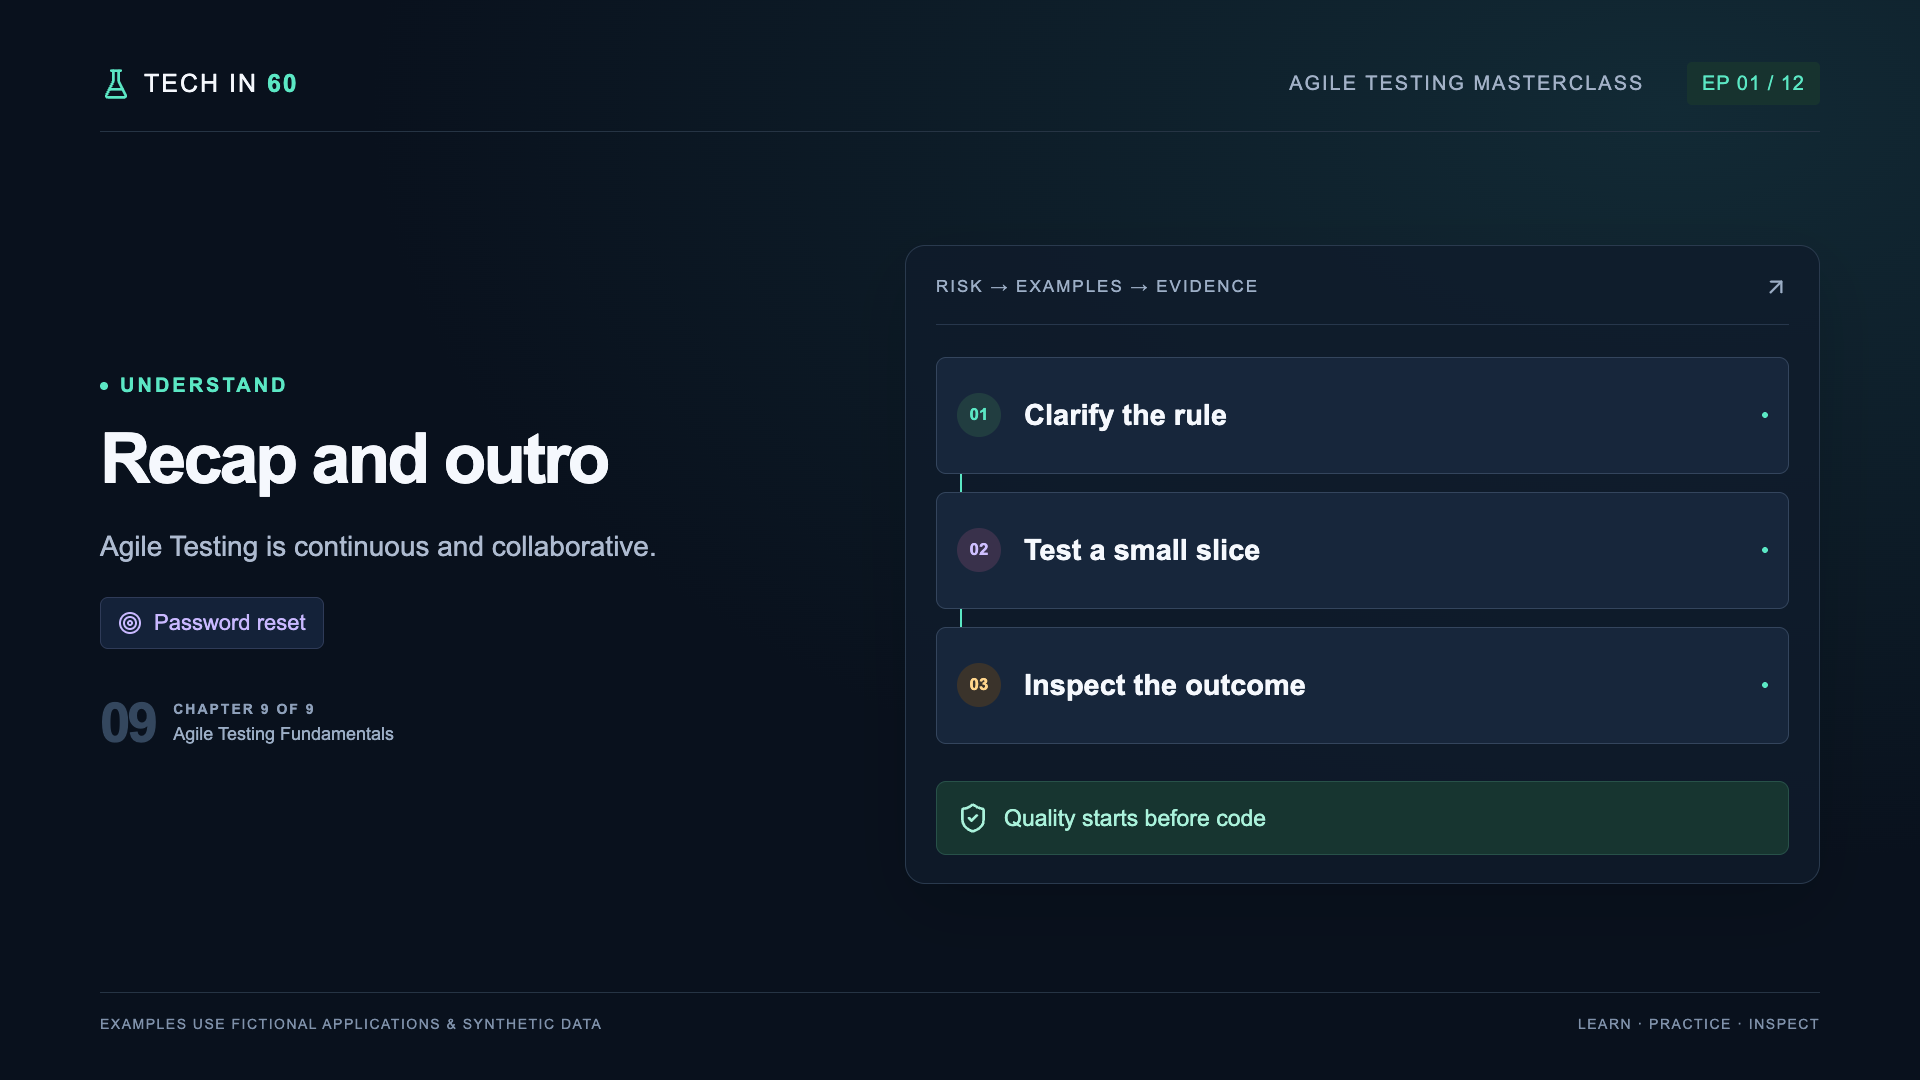 TECH IN 60
AGILE TESTING MASTERCLASS
EP 01 / 12
UNDERSTAND
Recap and outro
Agile Testing is continuous and collaborative.
Password reset
09
CHAPTER 9 OF 9
Agile Testing Fundamentals
RISK → EXAMPLES → EVIDENCE
01 Clarify the rule
02 Test a small slice
03 Inspect the outcome
Quality starts before code
EXAMPLES USE FICTIONAL APPLICATIONS & SYNTHETIC DATA
LEARN · PRACTICE · INSPECT